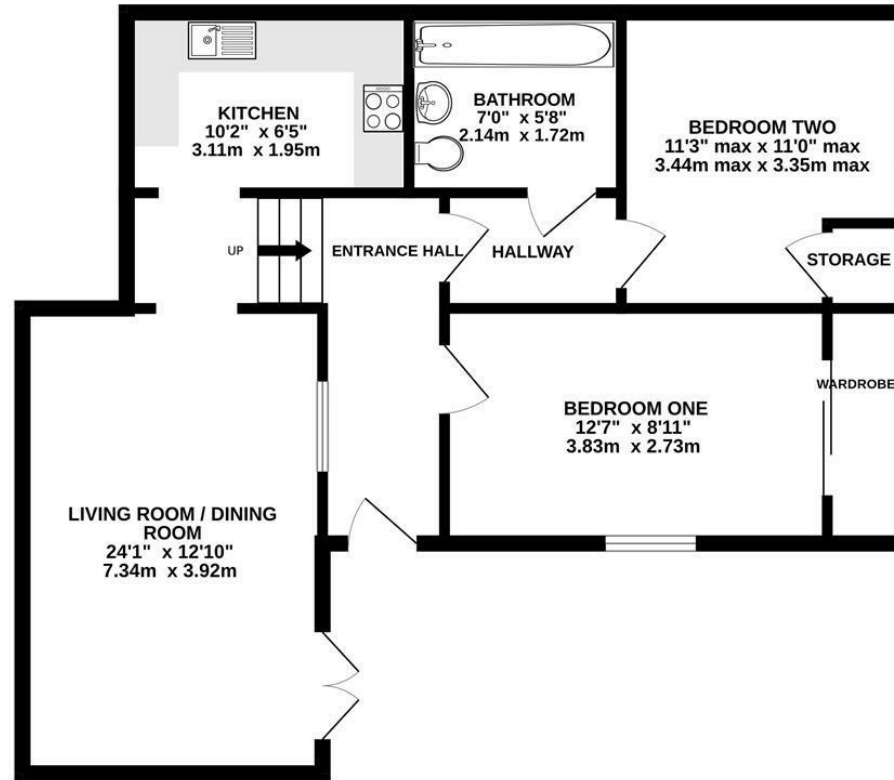 KITCHEN
10'2" x 6'5"
3.11m x 1.95m
BATHROOM
7'0" x 5'8"
2.14m x 1.72m
BEDROOM TWO
11'3" max x 11'0" max
3.44m max x 3.35m max
UP
ENTRANCE HALL
HALLWAY
STORAGE
WARDROBE
BEDROOM ONE
12'7" x 8'11"
3.83m x 2.73m
LIVING ROOM / DINING
ROOM
24'1" x 12'10"
7.34m x 3.92m